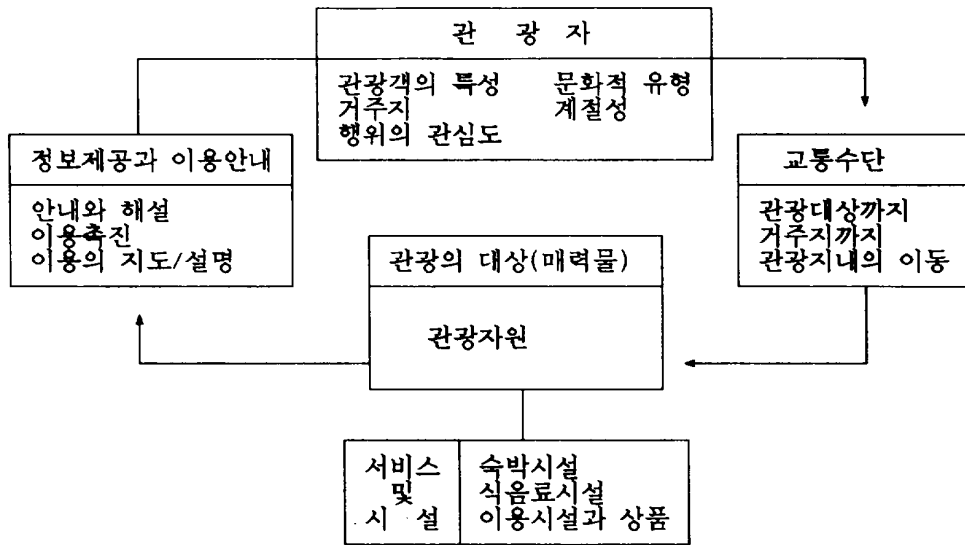 관 광 자
관광객의 특성 문화적 유형
거주지 계절성
행위의 관심도
정보제공과 이용안내
안내와 해설
이용촉진
이용의 지도/설명
교통수단
관광대상까지
거주지까지
관광지내의 이동
관광의 대상(매력물)
관광자원
서비스
및
시 설
숙박시설
식음료시설
이용시설과 상품